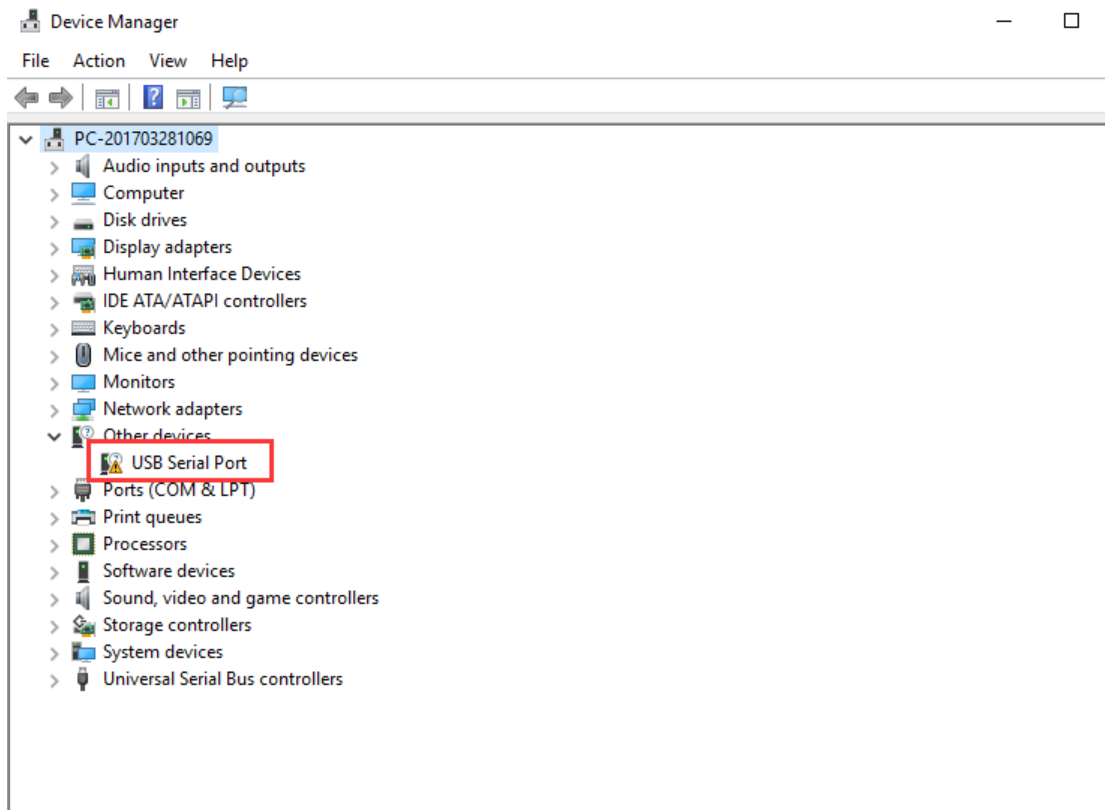 Device Manager
File Action View Help
PC-201703281069
Audio inputs and outputs
Computer
Disk drives
Display adapters
Human Interface Devices
IDE ATA/ATAPI controllers
Keyboards
Mice and other pointing devices
Monitors
Network adapters
Other devices
USB Serial Port
Ports (COM & LPT)
Print queues
Processors
Software devices
Sound, video and game controllers
Storage controllers
System devices
Universal Serial Bus controllers